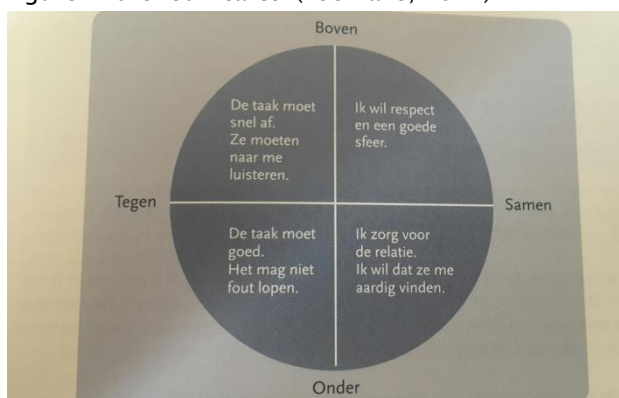 Boven
De taak moet
snel af.
Ze moeten
naar me
luisteren.
Ik wil respect
en een goede
sfeer.
Tegen
Samen
De taak moet
goed.
Het mag niet
fout lopen.
Ik zorg voor
de relatie.
Ik wil dat ze me
aardig vinden.
Onder